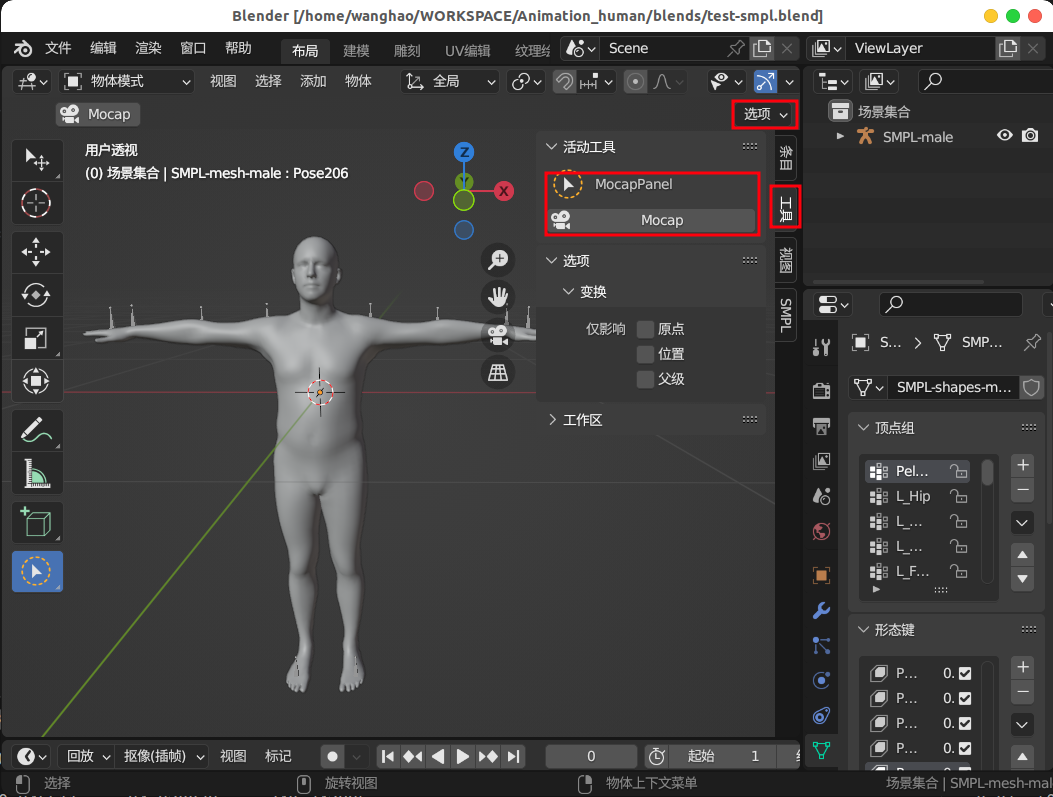 Blender [/home/wanghao/WORKSPACE/Animation_human/blends/test-smpl.blend]
文件 编辑 渲染 窗口 帮助 布局 建模 雕刻 UV编辑 纹理 Scene ViewLayer
物体模式 视图 选择 添加 物体 全局
Mocap 选项
用户透视
(0) 场景集合 | SMPL-mesh-male : Pose206
Z
Y
X
活动工具
MocapPanel
Mocap
选项
变换
仅影响 原点
位置
父级
工作区
条目
工具
视图
SMPL
场景集合
SMPL-male
S... SMP...
SMPL-shapes-m...
顶点组
Pel...
L_Hip
L_...
L_...
L_F...
形态键
P... 0.
P... 0.
P... 0.
P... 0.
回放 抠像(插帧) 视图 标记 0 起始 1
选择 旋转视图 物体上下文菜单 场景集合 | SMPL-mesh-mal